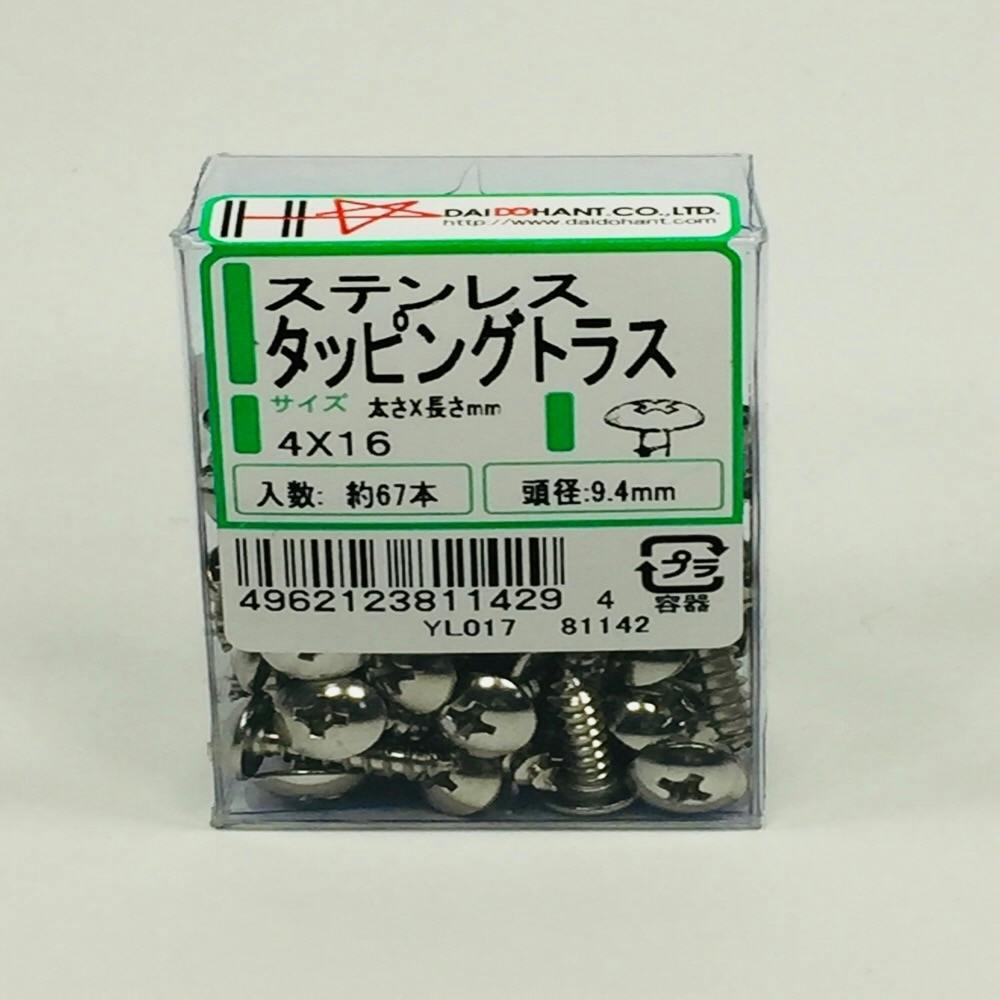 DAIDOHANT.CO.,LTD.
http://www.daidohant.com
ステンレス
タッピングトラス
サイズ 太さX長さmm
4X16
入数: 約67本 頭径:9.4mm
プラ
4962123811429 4 容器
YL017 81142